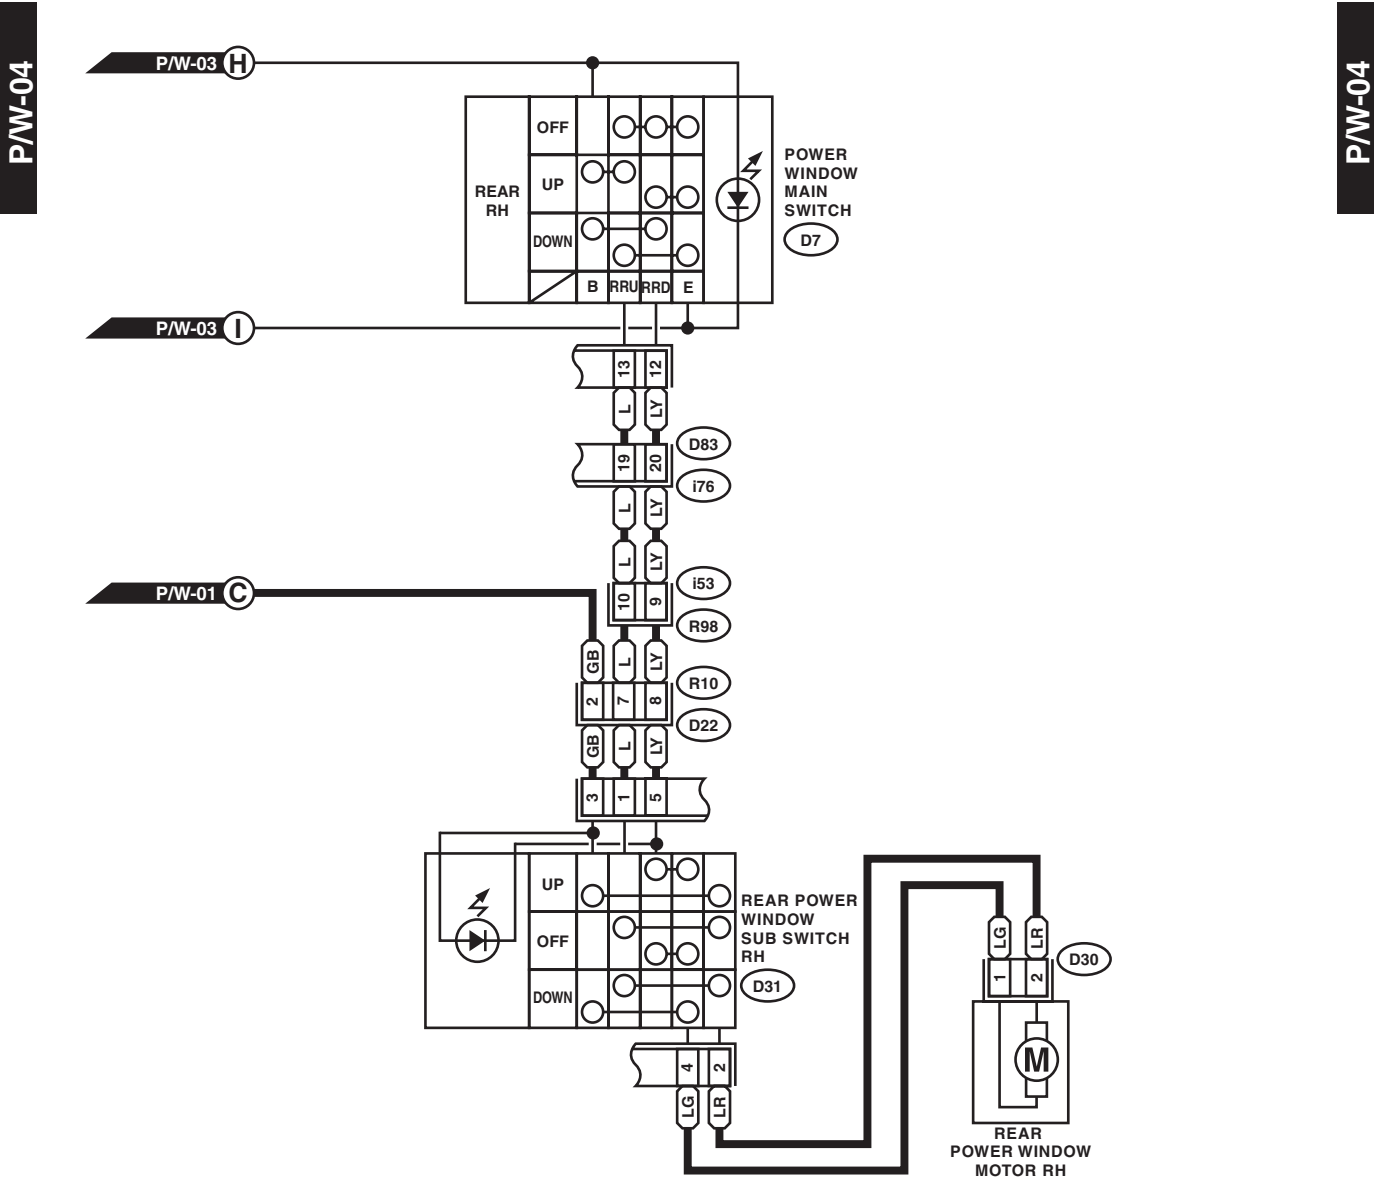 P/W-04
P/W-04
P/W-03 H
OFF
UP
DOWN
REAR
RH
B RRU RRD E
POWER
WINDOW
MAIN
SWITCH
D7
P/W-03 I
13 12
L LY
19 20
D83
i76
L LY
L LY
10 9
i53
R98
P/W-01 C
GB L LY
2 7 8
R10
D22
GB L LY
3 1 5
UP
OFF
DOWN
REAR POWER
WINDOW
SUB SWITCH
RH
D31
4 2
LG LR
LG LR
1 2
D30
M
REAR
POWER WINDOW
MOTOR RH